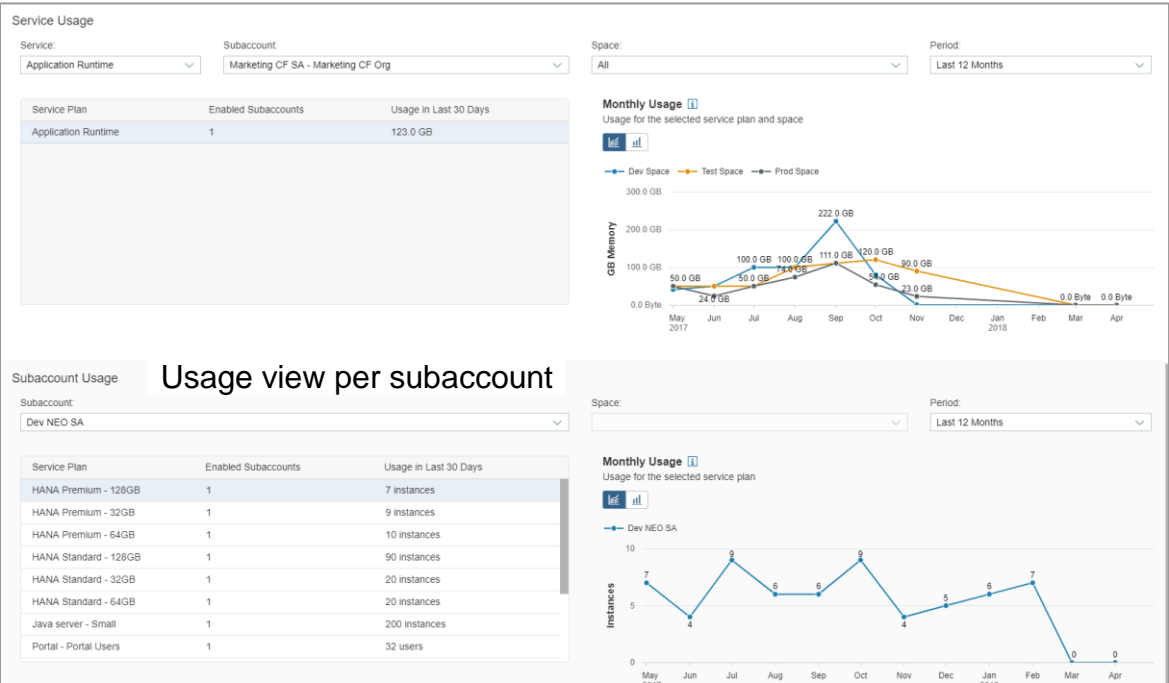 Service Usage
Service: Subaccount: Space: Period:
Application Runtime Marketing CF SA - Marketing CF Org All Last 12 Months
Service Plan Enabled Subaccounts Usage in Last 30 Days
Application Runtime 1 123.0 GB
Monthly Usage i
Usage for the selected service plan and space
Dev Space Test Space Prod Space
300.0 GB
222.0 GB
200.0 GB
GB Memory
100.0 GB 100.0 GB 111.0 GB 120.0 GB
74.0 GB 90.0 GB
100.0 GB
50.0 GB 50.0 GB
24.0 GB 23.0 GB
0.0 Byte 0.0 Byte
0.0 Byte
May Jun Jul Aug Sep Oct Nov Dec Jan Feb Mar Apr
2017 2018
Subaccount Usage
Usage view per subaccount
Subaccount: Space: Period:
Dev NEO SA Last 12 Months
Service Plan Enabled Subaccounts Usage in Last 30 Days
HANA Premium - 128GB 1 7 instances
HANA Premium - 32GB 1 9 instances
HANA Premium - 64GB 1 10 instances
HANA Standard - 128GB 1 90 instances
HANA Standard - 32GB 1 20 instances
HANA Standard - 64GB 1 20 instances
Java server - Small 1 200 instances
Portal - Portal Users 1 32 users
Monthly Usage i
Usage for the selected service plan
Dev NEO SA
10
Instances
5
0
7 4 9 6 6 9 4 5 6 7 0 0
May Jun Jul Aug Sep Oct Nov Dec Jan Feb Mar Apr